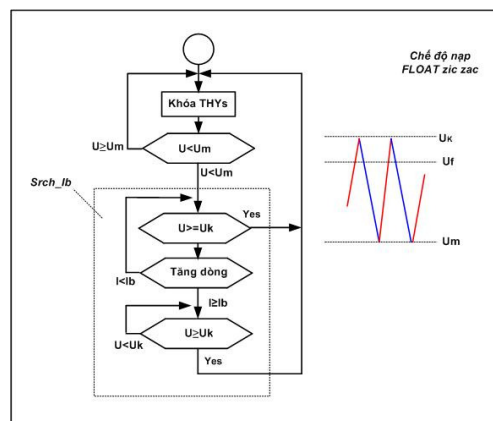 Chế độ nạp
FLOAT zic zac
Khóa THYs
U≥Um
U<Um
U<Um
Srch_Ib
Yes
U>=Uk
Tăng dòng
I<Ib
I≥Ib
U≥Uk
U<Uk
Yes
Uκ
Uf
Um